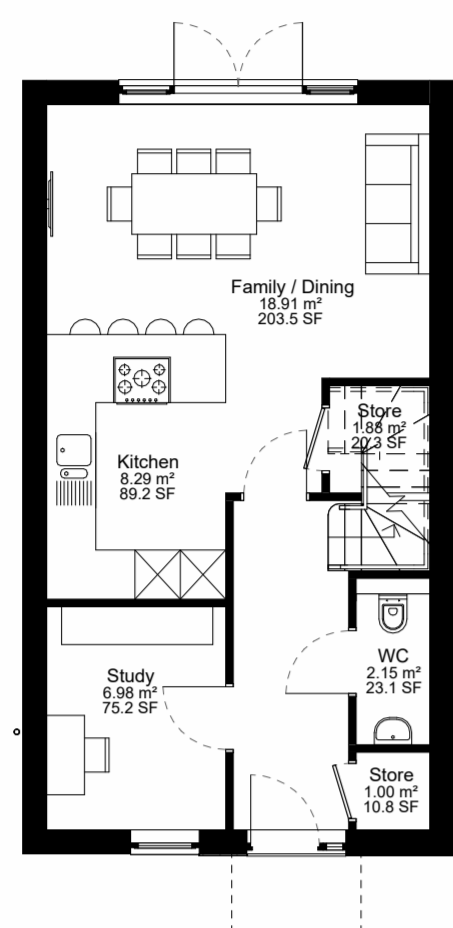 Family / Dining
18.91 m²
203.5 SF
Store
1.88 m²
20.3 SF
Kitchen
8.29 m²
89.2 SF
WC
2.15 m²
23.1 SF
Study
6.98 m²
75.2 SF
Store
1.00 m²
10.8 SF